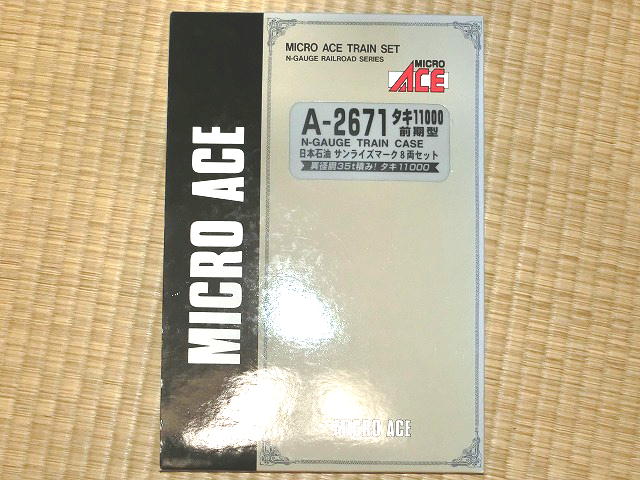 MICRO ACE
MICRO ACE TRAIN SET
N-GAUGE RAILROAD SERIES
MICRO
ACE
A-2671 タキ11000
前期型
N-GAUGE TRAIN CASE
日本石油 サンライズマーク8両セット
異径胴35t積み! タキ11000
MICRO ACE